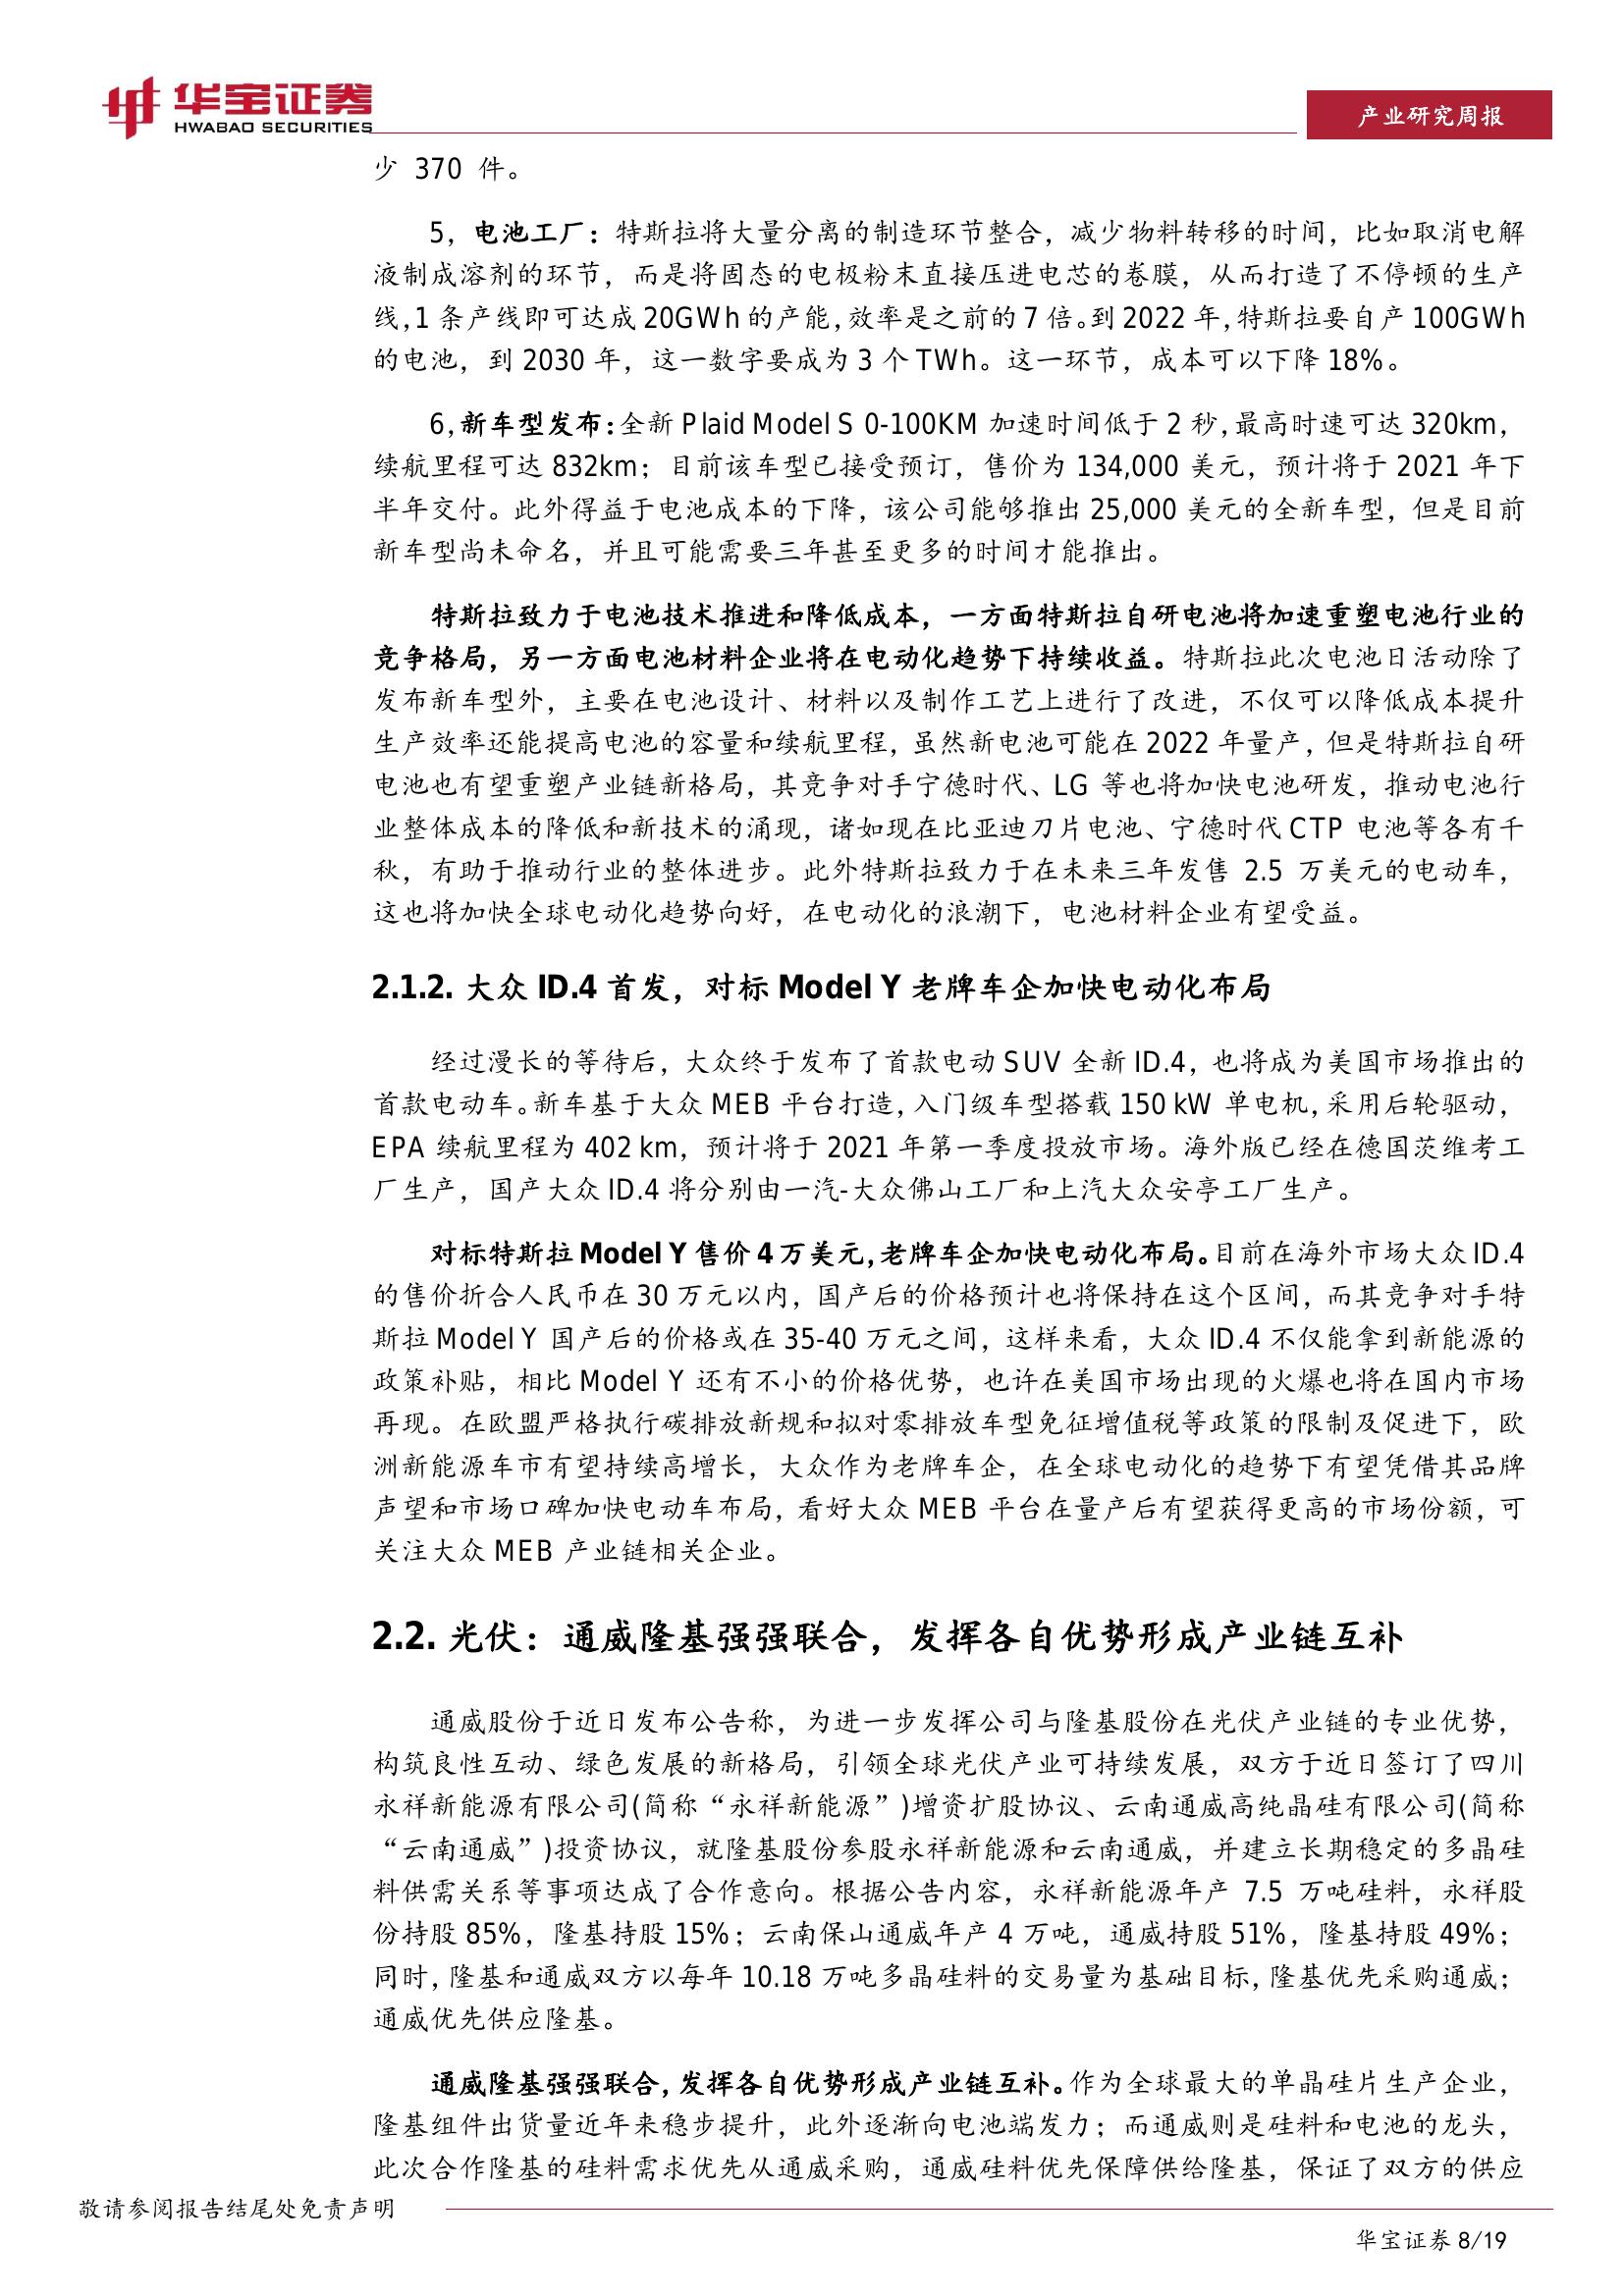 华宝证券
HWABAO SECURITIES
产业研究周报
少 370 件。
5，电池工厂：特斯拉将大量分离的制造环节整合，减少物料转移的时间，比如取消电解
液制成溶剂的环节，而是将固态的电极粉末直接压进电芯的卷膜，从而打造了不停顿的生产
线，1 条产线即可达成 20GWh 的产能，效率是之前的 7 倍。到 2022 年，特斯拉要自产 100GWh
的电池，到 2030 年，这一数字要成为 3 个 TWh。这一环节，成本可以下降 18%。
6，新车型发布：全新 Plaid Model S 0-100KM 加速时间低于 2 秒，最高时速可达 320km，
续航里程可达 832km；目前该车型已接受预订，售价为 134,000 美元，预计将于 2021 年下
半年交付。此外得益于电池成本的下降，该公司能够推出 25,000 美元的全新车型，但是目前
新车型尚未命名，并且可能需要三年甚至更多的时间才能推出。
特斯拉致力于电池技术推进和降低成本，一方面特斯拉自研电池将加速重塑电池行业的
竞争格局，另一方面电池材料企业将在电动化趋势下持续收益。特斯拉此次电池日活动除了
发布新车型外，主要在电池设计、材料以及制作工艺上进行了改进，不仅可以降低成本提升
生产效率还能提高电池的容量和续航里程，虽然新电池可能在 2022 年量产，但是特斯拉自研
电池也有望重塑产业链新格局，其竞争对手宁德时代、LG 等也将加快电池研发，推动电池行
业整体成本的降低和新技术的涌现，诸如现在比亚迪刀片电池、宁德时代 CTP 电池等各有千
秋，有助于推动行业的整体进步。此外特斯拉致力于在未来三年发售 2.5 万美元的电动车，
这也将加快全球电动化趋势向好，在电动化的浪潮下，电池材料企业有望受益。
2.1.2. 大众 ID.4 首发，对标 Model Y 老牌车企加快电动化布局
经过漫长的等待后，大众终于发布了首款电动 SUV 全新 ID.4，也将成为美国市场推出的
首款电动车。新车基于大众 MEB 平台打造，入门级车型搭载 150 kW 单电机，采用后轮驱动，
EPA 续航里程为 402 km，预计将于 2021 年第一季度投放市场。海外版已经在德国茨维考工
厂生产，国产大众 ID.4 将分别由一汽-大众佛山工厂和上汽大众安亭工厂生产。
对标特斯拉 Model Y 售价 4 万美元，老牌车企加快电动化布局。目前在海外市场大众 ID.4
的售价折合人民币在 30 万元以内，国产后的价格预计也将保持在这个区间，而其竞争对手特
斯拉 Model Y 国产后的价格或在 35-40 万元之间，这样来看，大众 ID.4 不仅能拿到新能源的
政策补贴，相比 Model Y 还有不小的价格优势，也许在美国市场出现的火爆也将在国内市场
再现。在欧盟严格执行碳排放新规和拟对零排放车型免征增值税等政策的限制及促进下，欧
洲新能源车市有望持续高增长，大众作为老牌车企，在全球电动化的趋势下有望凭借其品牌
声望和市场口碑加快电动车布局，看好大众 MEB 平台在量产后有望获得更高的市场份额，可
关注大众 MEB 产业链相关企业。
2.2. 光伏：通威隆基强强联合，发挥各自优势形成产业链互补
通威股份于近日发布公告称，为进一步发挥公司与隆基股份在光伏产业链的专业优势，
构筑良性互动、绿色发展的新格局，引领全球光伏产业可持续发展，双方于近日签订了四川
永祥新能源有限公司(简称“永祥新能源”)增资扩股协议、云南通威高纯晶硅有限公司(简称
“云南通威”)投资协议，就隆基股份参股永祥新能源和云南通威，并建立长期稳定的多晶硅
料供需关系等事项达成了合作意向。根据公告内容，永祥新能源年产 7.5 万吨硅料，永祥股
份持股 85%，隆基持股 15%；云南保山通威年产 4 万吨，通威持股 51%，隆基持股 49%；
同时，隆基和通威双方以每年 10.18 万吨多晶硅料的交易量为基础目标，隆基优先采购通威；
通威优先供应隆基。
通威隆基强强联合，发挥各自优势形成产业链互补。作为全球最大的单晶硅片生产企业，
隆基组件出货量近年来稳步提升，此外逐渐向电池端发力；而通威则是硅料和电池的龙头，
此次合作隆基的硅料需求优先从通威采购，通威硅料优先保障供给隆基，保证了双方的供应
敬请参阅报告结尾处免责声明
华宝证券 8/19